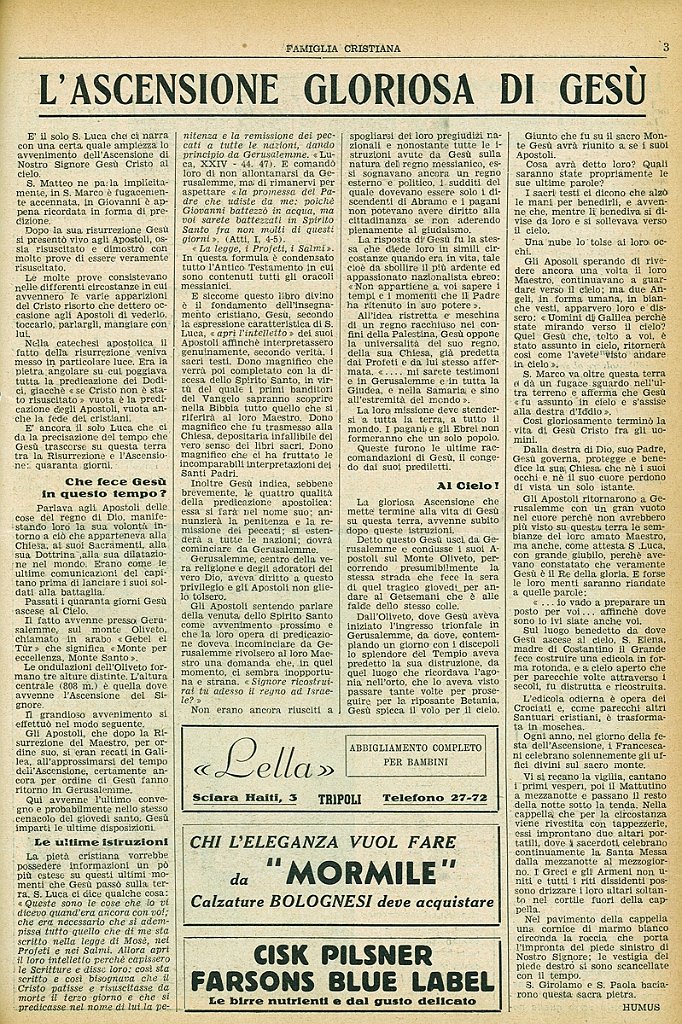 FAMIGLIA CRISTIANA
3
L'ASCENSIONE GLORIOSA DI GESÙ
E' il solo S. Luca che ci narra
con una certa quale ampiezza lo
avvenimento dell'Ascensione di
Nostro Signore Gesù Cristo al
cielo.
S. Matteo ne parla implicita-
mente, in S. Marco è fugacemen-
te accennata, in Giovanni è ap-
pena ricordata in forma di pre-
dizione.
Dopo la sua risurrezione Gesù
si presentò vivo agli Apostoli, os-
sia risuscitato e dimostrò con
molte prove di essere veramente
risuscitato.
Le molte prove consistevano
nelle differenti circostanze in cui
avvennero le varie apparizioni
del Cristo risorto che dettero oc-
casione agli Apostoli di vederlo,
toccarlo, parlargli, mangiare con
lui.
Nella catechesi apostolica il
fatto della risurrezione veniva
messo in particolar luce. Era la
pietra angolare su cui poggiava
tutta la predicazione dei Dodi-
ci, giacchè «se Cristo non è sta-
to risuscitato» vuota è la predi-
cazione degli Apostoli, vuota an-
che la fede dei cristiani.
E' ancora il solo Luca che ci
da la precisazione del tempo che
Gesù trascorse su questa terra
tra la Risurrezione e l'Ascensio-
ne: quaranta giorni.
Che fece Gesù
in questo tempo?
Parlava agli Apostoli delle
cose del regno di Dio, manife-
stando loro la sua volontà in-
torno a ciò che apparteneva alla
Chiesa, ai suoi Sacramenti, alla
sua Dottrina, alla sua dilatazio-
ne nel mondo. Erano come le
ultime comunicazioni del capi-
tano prima di lanciare i suoi sol-
dati alla battaglia.
Passati i quaranta giorni Gesù
ascese al Cielo.
Il fatto avvenne presso Geru-
salemme, sul monte Oliveto,
chiamato in arabo «Gebel et
Tûr» che significa «Monte per
eccellenza, Monte Santo».
Le ondulazioni dell'Oliveto for-
mano tre alture distinte. L'altura
centrale (808 m.) è quella dove
avvenne l'Ascensione del Si-
gnore.
Il grandioso avvenimento si
effettuò nel modo seguente.
Gli Apostoli, che dopo la Ri-
surrezione del Maestro, per or-
dine suo, si eran recati in Galli-
lea, all'approssimarsi del tempo
dell'Ascensione, certamente an-
cora per ordine di Gesù fanno
ritorno in Gerusalemme.
Qui avvenne l'ultimo conve-
gno e probabilmente nello stesso
cenacolo del giovedì santo, Gesù
impartì le ultime disposizioni.
Le ultime istruzioni
La pietà cristiana vorrebbe
possedere informazioni un pò
più estese su questi ultimi mo-
menti che Gesù passò sulla ter-
ra. S. Luca ci dice qualche cosa:
«Queste sono le cose che io vi
dicevo quand'era ancora con voi;
che era necessario che si adem-
pisse tutto quello che di me sta
scritto nella legge di Mosè, nei
Profeti e nei Salmi. Allora aprì
il loro intelletto perchè capissero
le Scritture e disse loro: così sta
scritto e così bisognava che il
Cristo patisse e risuscitasse da
morte il terzo giorno e che si
predicasse nel nome di lui la pe-
nitenza e la remissione dei pec-
cati a tutte le nazioni, dando
principio da Gerusalemme. «Lu-
ca, XXIV - 44. 47). E comandò
loro di non allontanarsi da Ge-
rusalemme, ma di rimanervi per
aspettare «la promessa del Pa-
dre che udiste da me: poichè
Giovanni battezzò in acqua, ma
voi sarete battezzati in Spirito
Santo fra non molti di questi
giorni». (Atti, I. 4-5).
«La legge, i Profeti, i Salmi».
In questa formula è condensato
tutto l'Antico Testamento in cui
sono contenuti tutti gli oracoli
messianici.
E siccome questo libro divino
è il fondamento dell'insegna-
mento cristiano, Gesù, secondo
la espressione caratteristica di S.
Luca, «aprì l'intelletto» dei suoi
Apostoli affinchè interpretassero
genuinamente, secondo verità, i
sacri testi. Dono magnifico che
verrà poi completato con la di-
scesa dello Spirito Santo, in vir-
tù del quale i primi banditori
del Vangelo sapranno scoprire
nella Bibbia tutto quello che si
riferirà al loro Maestro. Dono
magnifico che fu trasmesso alla
Chiesa, depositaria infallibile del
vero senso dei libri sacri. Dono
magnifico che ci ha fruttato le
incomparabili interpretazioni dei
Santi Padri.
Inoltre Gesù indica, sebbene
brevemente, le quattro qualità
della predicazione apostolica:
essa si farà nel nome suo; an-
nunzierà la penitenza e la re-
missione dei peccati; si esten-
derà a tutte le nazioni; dovrà
cominciare da Gerusalemme.
Gerusalemme, centro della ve-
ra religione e degli adoratori del
vero Dio, aveva diritto a questo
privilegio e gli Apostoli non glie-
lo tolsero.
Gli Apostoli sentendo parlare
della venuta dello Spirito Santo
come avvenimento prossimo e
che la loro opera di predicazio-
ne doveva incominciare da Ge-
rusalemme rivolsero al loro Mae-
stro una domanda che, in quel
momento, ci sembra inopportu-
na e strana. «Signore ricostrui-
rai tu adesso il regno ad Israe-
le?»
Non erano ancora riusciti a
spogliarsi dei loro pregiudizi na-
zionali e nonostante tutte le i-
struzioni avute da Gesù sulla
natura del regno messianico, es-
si sognavano ancora un regno
esterno e politico, i sudditi del
quale dovevano essere solo i di-
scendenti di Abramo e i pagani
non potevano avere diritto alla
cittadinanza se non aderendo
pienamente al giudaismo.
La risposta di Gesù fu la stes-
sa che diede loro in simili cir-
costanze quando era in vita, tale
cioè da sbollire il più ardente ed
appassionato nazionalista ebreo:
«Non appartiene a voi sapere i
tempi e i momenti che il Padre
ha ritenuto in suo potere».
All'idea ristretta e meschina
di un regno racchiuso nei con-
fini della Palestina, Gesù oppone
la universalità del suo regno,
della sua Chiesa, già predetta
dai Profeti e da lui stesso affer-
mata. «..... mi sarete testimoni
e in Gerusalemme e in tutta la
Giudea, e nella Samaria e sino
all'estremità del mondo».
La loro missione deve stender-
si a tutta la terra, a tutto il
mondo. I pagani e gli Ebrei non
formeranno che un solo popolo.
Queste furono le ultime rac-
comandazioni di Gesù, il conge-
do dai suoi prediletti.
Al Cielo!
La gloriosa Ascensione che
mette termine alla vita di Gesù
su questa terra, avvenne subito
dopo queste istruzioni.
Detto questo Gesù uscì da Ge-
rusalemme e condusse i suoi A-
postoli sul Monte Oliveto, per-
correndo presumibilmente la
stessa strada che fece la sera
di quel tragico giovedì per an-
dare al Getsemani che è alle
falde dello stesso colle.
Dall'Oliveto, dove Gesù aveva
iniziato l'ingresso trionfale in
Gerusalemme, da dove, contem-
plando un giorno con i discepoli
lo splendore del Tempio aveva
predetto la sua distruzione, da
quel luogo che ricordava l'ago-
nia nell'orto, che lo aveva visto
passare tante volte per prose-
guire per la riposante Betania,
Gesù spicca il volo per il cielo.
Giunto che fu su il sacro Mon-
te Gesù avrà riunito a se i suoi
Apostoli.
Cosa avrà detto loro? Quali
saranno state propriamente le
sue ultime parole?
I sacri testi ci dicono che alzò
le mani per benedirli, e avven-
ne che, mentre li benediva si di-
vise da loro e si sollevava verso
il cielo.
Una nube lo tolse ai loro oc-
chi.
Gli Apostoli sperando di rive-
dere ancora una volta il loro
Maestro, continuavano a guar-
dare verso il cielo; ma due An-
geli, in forma umana, in bian-
che vesti, apparvero loro e dis-
sero: «Uomini di Galilea perchè
state mirando verso il cielo?
Quel Gesù che, tolto a voi, è
stato assunto in cielo, ritornerà
così come l'avete visto andare
in cielo».
S. Marco va oltre questa terra
e dà un fugace sguardo nell'ul-
tra terreno e afferma che Gesù
«fu assunto in cielo e s'assise
alla destra d'Iddio».
Così gloriosamente terminò la
vita di Gesù Cristo fra gli uo-
mini.
Dalla destra di Dio, suo Padre,
Gesù governa, protegge e bene-
dice la sua Chiesa che nè i suoi
occhi e nè il suo cuore perdono
di vista un solo istante.
Gli Apostoli ritornarono a Ge-
rusalemme con un gran vuoto
nel cuore perchè non avrebbero
più visto su questa terra le sem-
bianze del loro amato Maestro,
ma anche, come attesta S. Luca,
con grande giubilo, perchè ave-
vano constatato che veramente
Gesù è il Re della gloria. E forse
le loro menti saranno riandate
a quelle parole:
«... io vado a preparare un
posto per voi... affinchè dove
sono io ivi siate anche voi.
Sul luogo benedetto da dove
Gesù ascese al cielo, S. Elena,
madre di Costantino il Grande
fece costruire una edicola in for-
ma rotonda, e a cielo aperto che
per parecchie volte attraverso i
secoli, fu distrutta e ricostruita.
L'edicola odierna è opera dei
Crociati e, come parecchi altri
Santuari cristiani, è trasforma-
ta in moschea.
Ogni anno, nel giorno della fe-
sta dell'Ascensione, i Francesca-
ni celebrano solennemente gli uf-
fici divini sul sacro monte.
Vi si recano la vigilia, cantano
i primi vesperi, poi il Mattutino
a mezzanotte e passano il resto
della notte sotto la tenda. Nella
cappella che per la circostanza
viene rivestita con tappezzerie,
essi improntano due altari por-
tatili, dove i sacerdoti celebrano
continuamente la Santa Messa
dalla mezzanotte al mezzogior-
no. I Greci e gli Armeni non u-
niti e tutti i riti dissidenti posso-
no drizzare i loro altari soltan-
to nel cortile fuori della cap-
pella.
Nel pavimento della cappella
una cornice di marmo bianco
circonda la roccia che porta
l'impronta del piede sinistro di
Nostro Signore; le vestigia del
piede destro si sono scancellate
con il tempo.
S. Girolamo e S. Paola bacia-
rono questa sacra pietra.
HUMUS
«Lella»
ABBIGLIAMENTO COMPLETO
PER BAMBINI
Sciara Haiti, 3 TRIPOLI Telefono 27-72
CHI L'ELEGANZA VUOL FARE
da "MORMILE"
Calzature BOLOGNESI deve acquistare
CISK PILSNER
FARSONS BLUE LABEL
Le birre nutrienti e dal gusto delicato